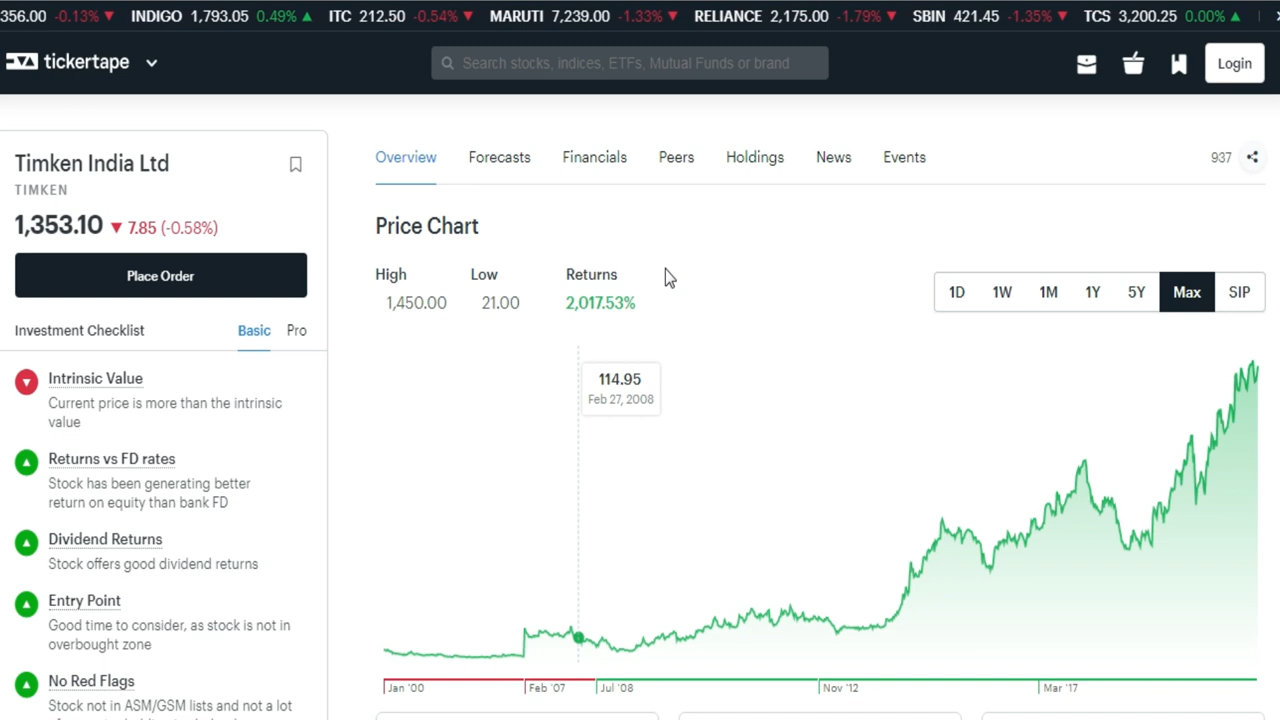 356.00 -0.13% ▼ INDIGO 1,793.05 0.49% ▲ ITC 212.50 -0.54% ▼ MARUTI 7,239.00 -1.33% ▼ RELIANCE 2,175.00 -1.79% ▼ SBIN 421.45 -1.35% ▼ TCS 3,200.25 0.00% ▲
tickertape
Search stocks, indices, ETFs, Mutual Funds or brand
Login
Timken India Ltd
TIMKEN
1,353.10 ▼ 7.85 (-0.58%)
Place Order
Investment Checklist Basic Pro
Intrinsic Value
Current price is more than the intrinsic
value
Returns vs FD rates
Stock has been generating better
return on equity than bank FD
Dividend Returns
Stock offers good dividend returns
Entry Point
Good time to consider, as stock is not in
overbought zone
No Red Flags
Stock not in ASM/GSM lists and not a lot
Overview Forecasts Financials Peers Holdings News Events 937
Price Chart
High Low Returns
1,450.00 21.00 2,017.53%
1D 1W 1M 1Y 5Y Max SIP
114.95
Feb 27, 2008
Jan '00 Feb '07 Jul '08 Nov '12 Mar '17